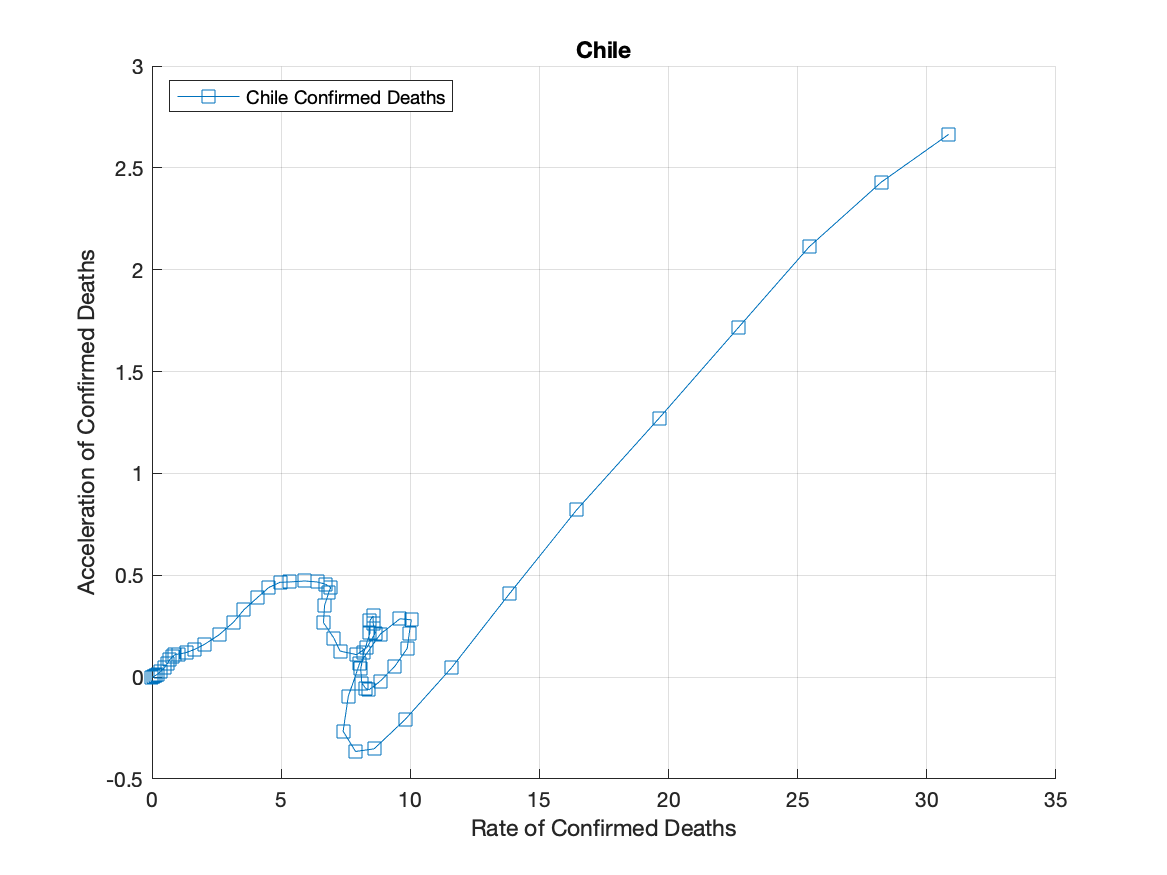 Chile
Chile Confirmed Deaths
3
2.5
2
1.5
1
0.5
0
-0.5
Acceleration of Confirmed Deaths
0 5 10 15 20 25 30 35
Rate of Confirmed Deaths